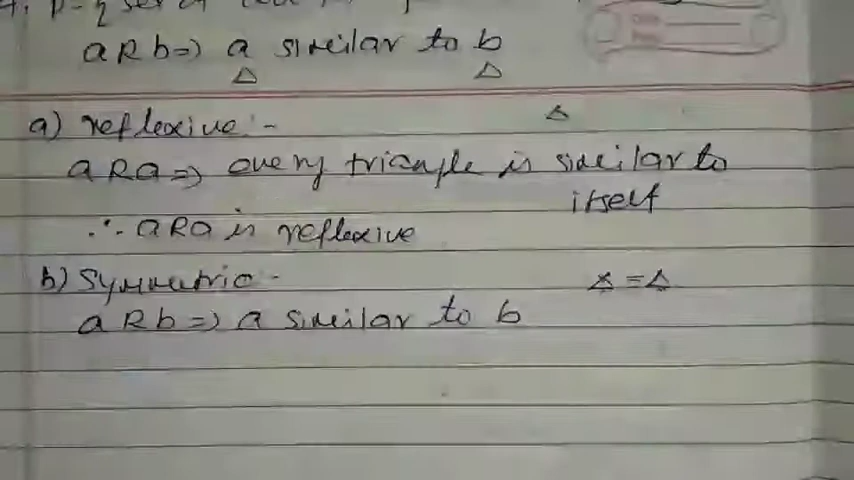 aRb=> a similar to b
Δ Δ
a) reflexive:-
Δ
aRa=> every triangle is similar to
itself
∴ aRa is reflexive
b) Symmetric -
Δ = Δ
aRb=> a similar to b